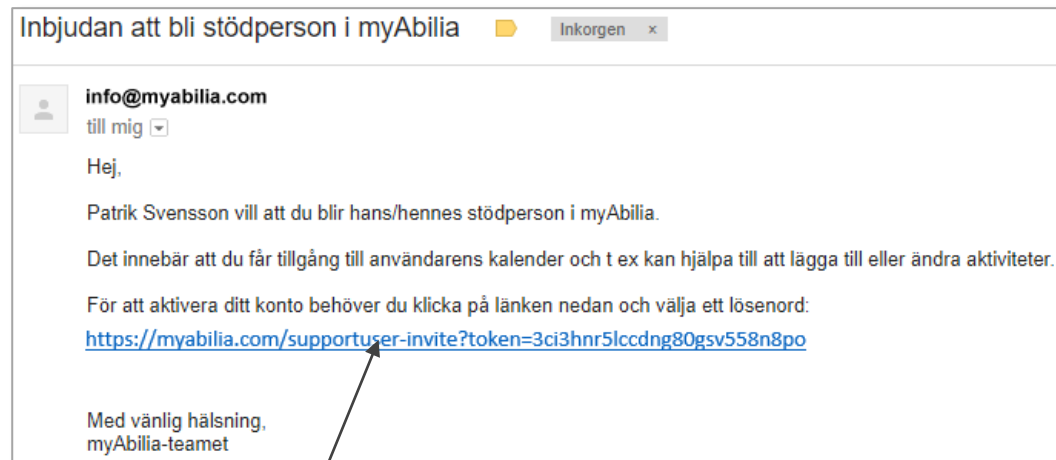 Inbjudan att bli stödperson i myAbilia Inkorgen x
info@myabilia.com
till mig
Hej,
Patrik Svensson vill att du blir hans/hennes stödperson i myAbilia.
Det innebär att du får tillgång till användarens kalender och t ex kan hjälpa till att lägga till eller ändra aktiviteter.
För att aktivera ditt konto behöver du klicka på länken nedan och välja ett lösenord:
https://myabilia.com/supportuser-invite?token=3ci3hnr5lccdng80gsv558n8po
Med vänlig hälsning,
myAbilia-teamet